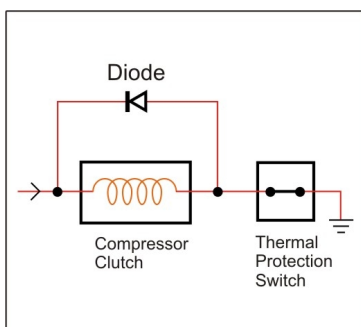 Diode
Compressor
Clutch
Thermal
Protection
Switch